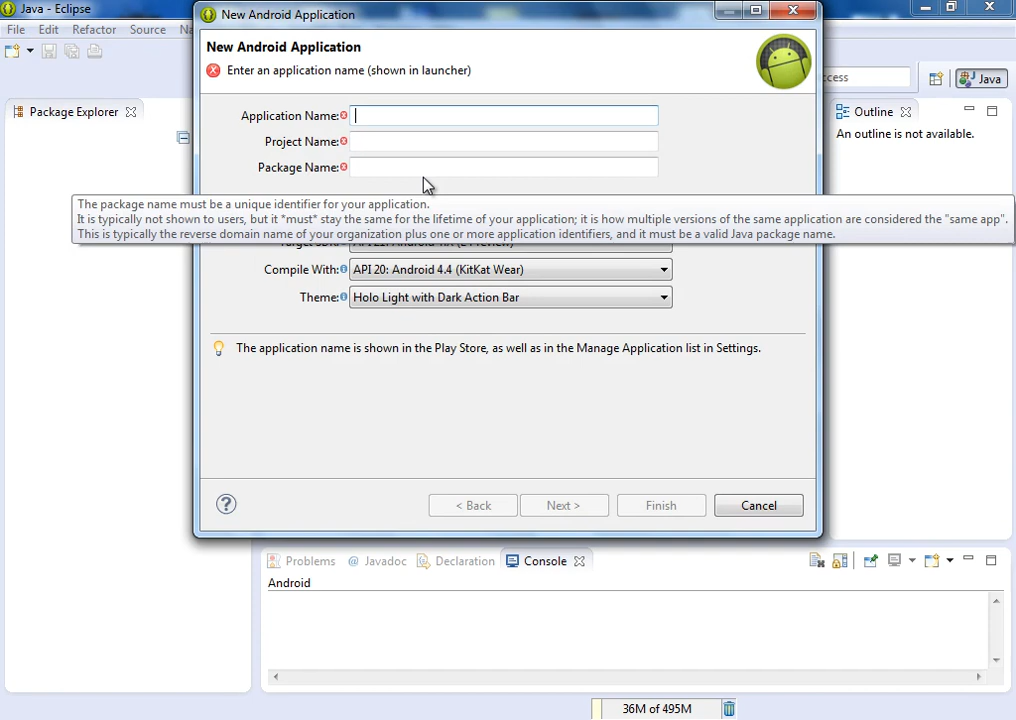 Java - Eclipse
New Android Application
File Edit Refactor Source Na
New Android Application
Enter an application name (shown in launcher)
ccess
Java
Package Explorer
Outline
Application Name:
An outline is not available.
Project Name:
Package Name:
The package name must be a unique identifier for your application.
It is typically not shown to users, but it *must* stay the same for the lifetime of your application; it is how multiple versions of the same application are considered the "same app".
This is typically the reverse domain name of your organization plus one or more application identifiers, and it must be a valid Java package name.
Compile With: API 20: Android 4.4 (KitKat Wear)
Theme: Holo Light with Dark Action Bar
The application name is shown in the Play Store, as well as in the Manage Application list in Settings.
< Back Next > Finish Cancel
Problems @ Javadoc Declaration Console
Android
36M of 495M